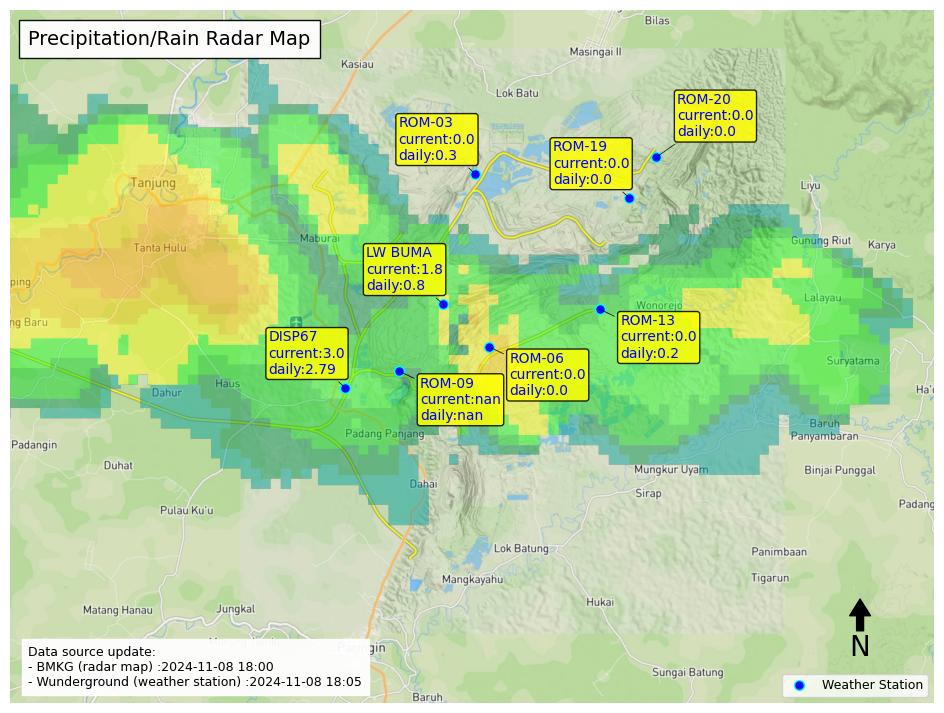 Precipitation/Rain Radar Map
Bilas
Masingai II
Kasiau
Lok Batu
ROM-20
current:0.0
daily:0.0
ROM-03
current:0.0
daily:0.3
ROM-19
current:0.0
daily:0.0
Tanjung
Liyu
Maburai
Tanta Hulu
Gunung Riut
Karya
LW BUMA
current:1.8
daily:0.8
ping
Wonorejo
Lalayau
ng Baru
ROM-13
current:0.0
daily:0.2
DISP67
current:3.0
daily:2.79
ROM-06
current:0.0
daily:0.0
Suryatama
Haus
Dahur
ROM-09
current:nan
daily:nan
Padang Panjang
Baruh
Panyambaran
Padangin
Duhat
Dahai
Mungkur Uyam
Binjai Punggal
Sirap
Padang
Pulau Ku'u
Lok Batung
Panimbaan
Mangkayahu
Tigarun
Hukai
Matang Hanau
Jungkal
N
Sungai Batung
Baruh
Data source update:
- BMKG (radar map) :2024-11-08 18:00
- Wunderground (weather station) :2024-11-08 18:05
Weather Station